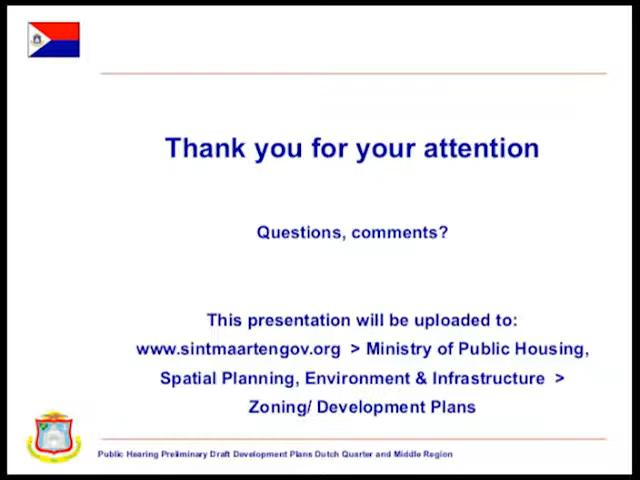 Thank you for your attention
Questions, comments?
This presentation will be uploaded to:
www.sintmaartengov.org > Ministry of Public Housing,
Spatial Planning, Environment & Infrastructure >
Zoning/ Development Plans
Public Hearing Preliminary Draft Development Plans Dutch Quarter and Middle Region